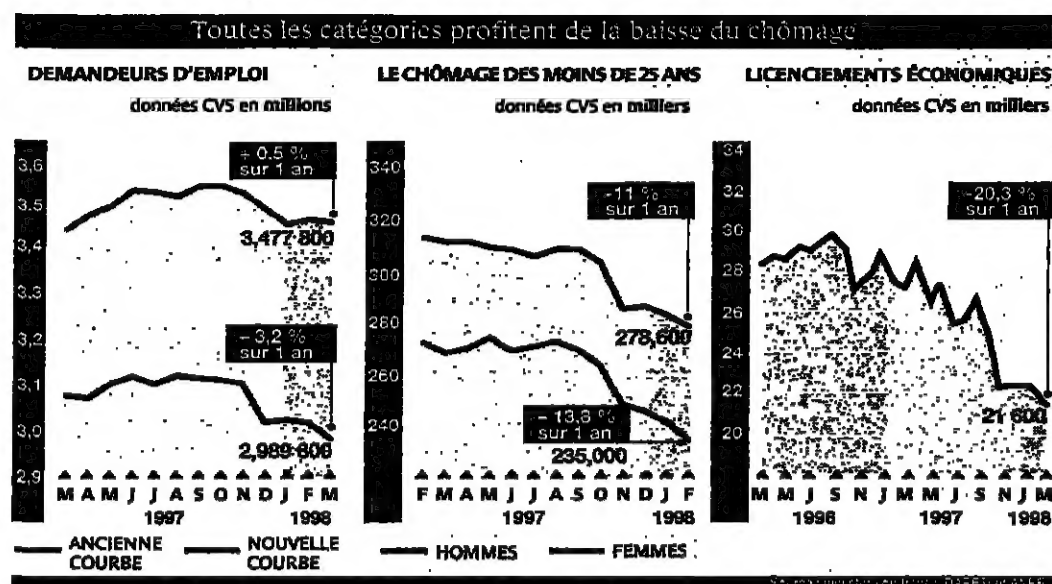 Toutes les catégories profitent de la baisse du chômage
DEMANDEURS D'EMPLOI
données CVS en millions
3,6
3,5
3,4
3,3
3,2
3,1
3,0
2,9
+ 0.5 %
sur 1 an
3,477 800
– 3,2 %
sur 1 an
2,989 800
M A M J J A S O N D J F M
1997 1998
ANCIENNE COURBE
NOUVELLE COURBE
LE CHÔMAGE DES MOINS DE 25 ANS
données CVS en milliers
340
320
300
280
260
240
–11 %
sur 1 an
278,600
– 13,8 %
sur 1 an
235,000
F M A M J J A S O N D J F
1997 1998
HOMMES
FEMMES
LICENCIEMENTS ÉCONOMIQUES
données CVS en milliers
34
32
30
28
26
24
22
20
–20,3 %
sur 1 an
21 600
M M J S N J M M J S N J M
1996 1997 1998